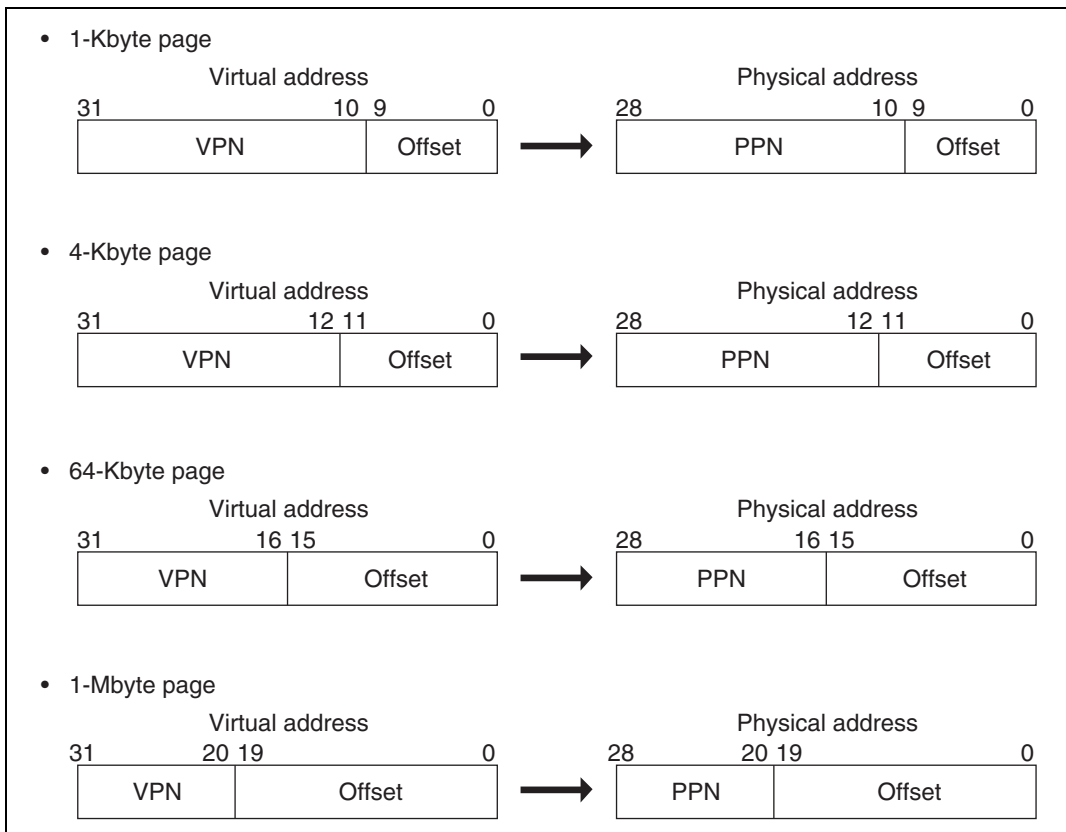 • 1-Kbyte page
Virtual address Physical address
31 10 9 0 28 10 9 0
VPN Offset PPN Offset
• 4-Kbyte page
Virtual address Physical address
31 12 11 0 28 12 11 0
VPN Offset PPN Offset
• 64-Kbyte page
Virtual address Physical address
31 16 15 0 28 16 15 0
VPN Offset PPN Offset
• 1-Mbyte page
Virtual address Physical address
31 20 19 0 28 20 19 0
VPN Offset PPN Offset